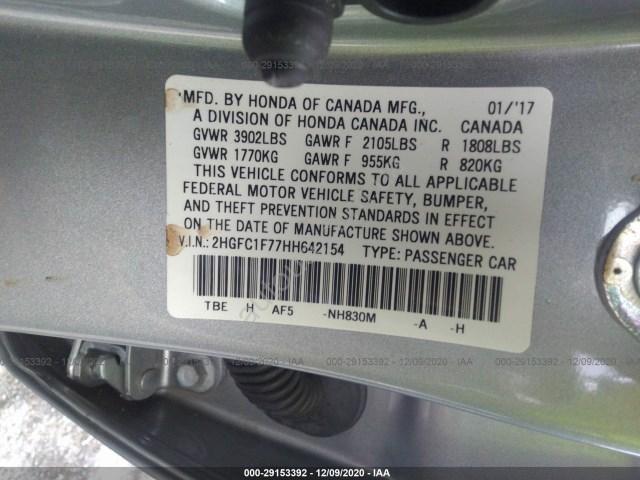 000-29153392 - 12/09/2020 - IAA
MFD. BY HONDA OF CANADA MFG., 01/'17
A DIVISION OF HONDA CANADA INC. CANADA
GVWR 3902LBS GAWR F 2105LBS R 1808LBS
GVWR 1770KG GAWR F 955KG R 820KG
THIS VEHICLE CONFORMS TO ALL APPLICABLE
FEDERAL MOTOR VEHICLE SAFETY, BUMPER,
AND THEFT PREVENTION STANDARDS IN EFFECT
ON THE DATE OF MANUFACTURE SHOWN ABOVE.
V.I.N.: 2HGFC1F77HH642154 TYPE: PASSENGER CAR
TBE H AF5 -NH830M -A -H
000-29153392 - 12/09/2020 - IAA
000-29153392 - 12/09/2020 - IAA